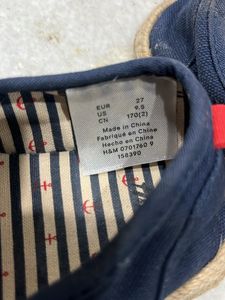 EUR 27
US 9.5
CN 170(2)
Made in China
Fabriqué en Chine
Hecho en China
H&M 0701760 9
158390